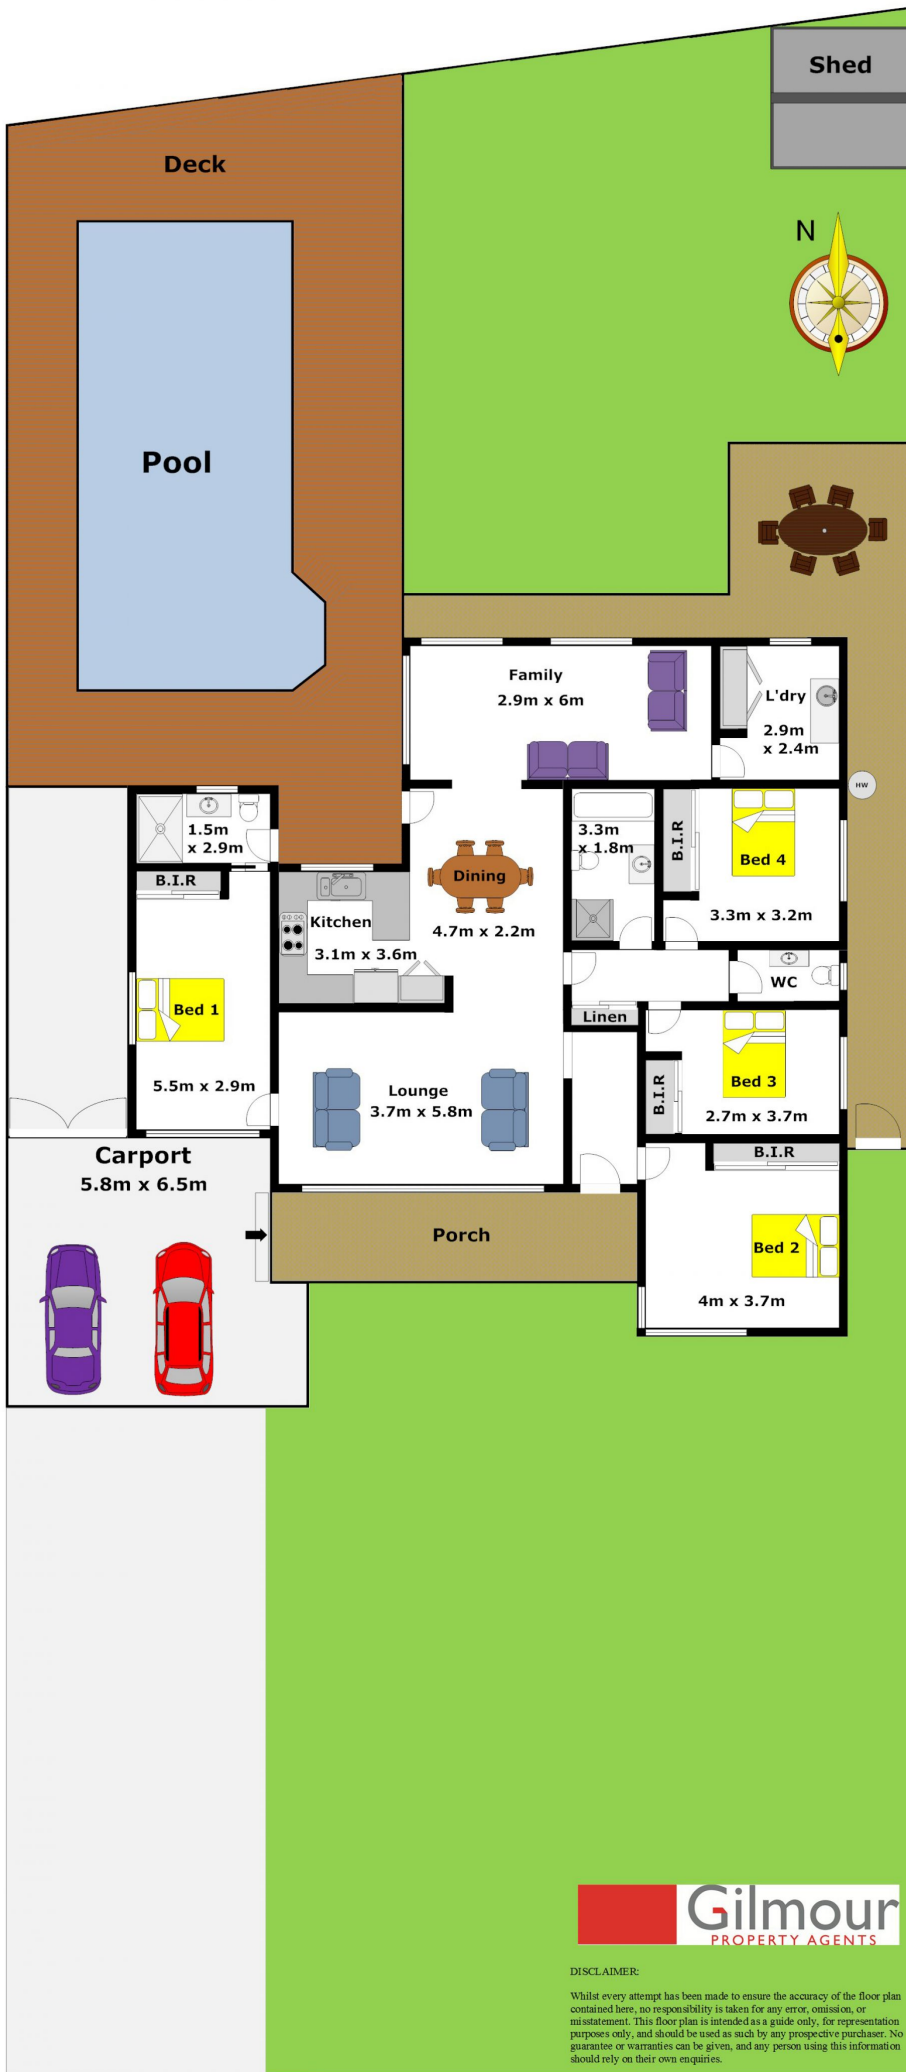 Shed
Deck
N
Pool
Family
2.9m x 6m
L'dry
2.9m
x 2.4m
HW
1.5m
x 2.9m
3.3m
x 1.8m
B.I.R
Bed 4
3.3m x 3.2m
B.I.R
Dining
4.7m x 2.2m
Kitchen
3.1m x 3.6m
WC
Bed 1
5.5m x 2.9m
Linen
Lounge
3.7m x 5.8m
Bed 3
B.I.R
2.7m x 3.7m
B.I.R
Carport
5.8m x 6.5m
Porch
Bed 2
4m x 3.7m
Gilmour
PROPERTY AGENTS
DISCLAIMER:
Whilst every attempt has been made to ensure the accuracy of the floor plan
contained here, no responsibility is taken for any error, omission, or
misstatement. This floor plan is intended as a guide only, for representation
purposes only, and should be used as such by any prospective purchaser. No
guarantee or warranties can be given, and any person using this information
should rely on their own enquiries.